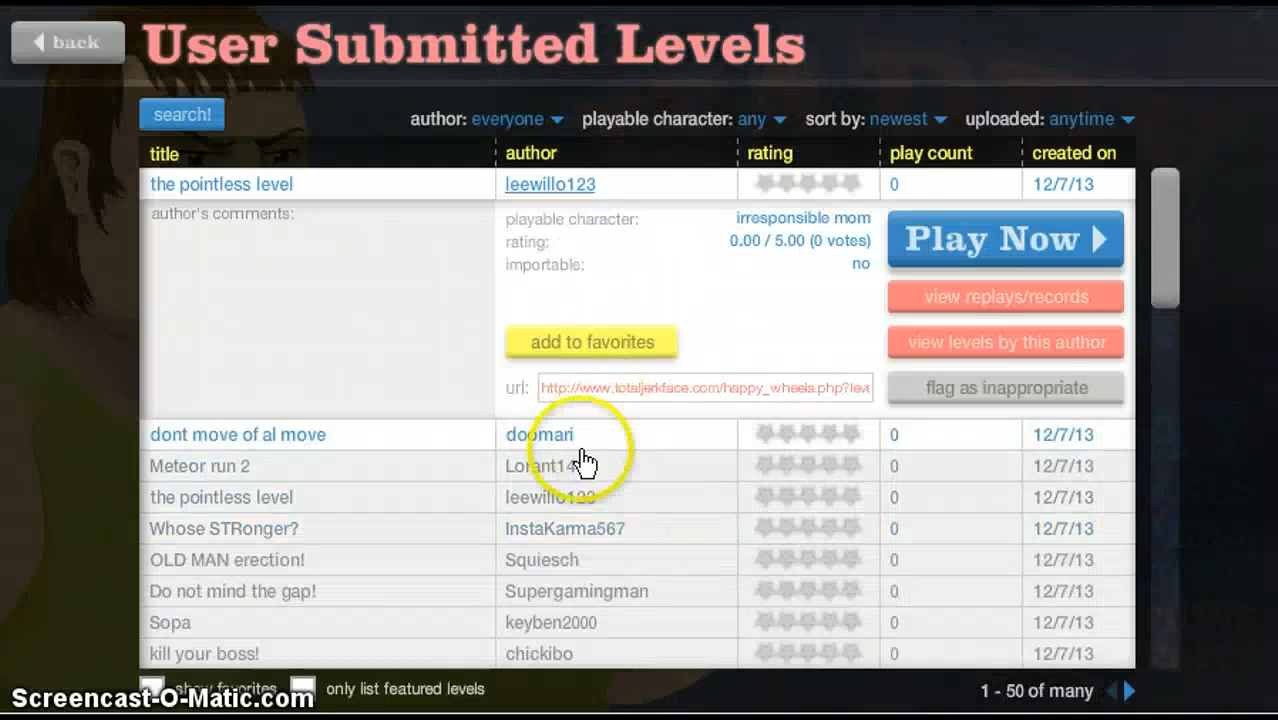 back
User Submitted Levels
search!
author: everyone playable character: any sort by: newest uploaded: anytime
title author rating play count created on
the pointless level leewillo123 0 12/7/13
author's comments:
playable character: irresponsible mom
rating: 0.00 / 5.00 (0 votes)
importable: no
Play Now
view replays/records
add to favorites
view levels by this author
url: http://www.totaljerkface.com/happy_wheels.php?leve
flag as inappropriate
dont move of al move doomari 0 12/7/13
Meteor run 2 Lorant14 0 12/7/13
the pointless level leewillo123 0 12/7/13
Whose STRonger? InstaKarma567 0 12/7/13
OLD MAN erection! Squiesch 0 12/7/13
Do not mind the gap! Supergamingman 0 12/7/13
Sopa keyben2000 0 12/7/13
kill your boss! chickibo 0 12/7/13
show favorites only list featured levels 1 - 50 of many
Screencast-O-Matic.com